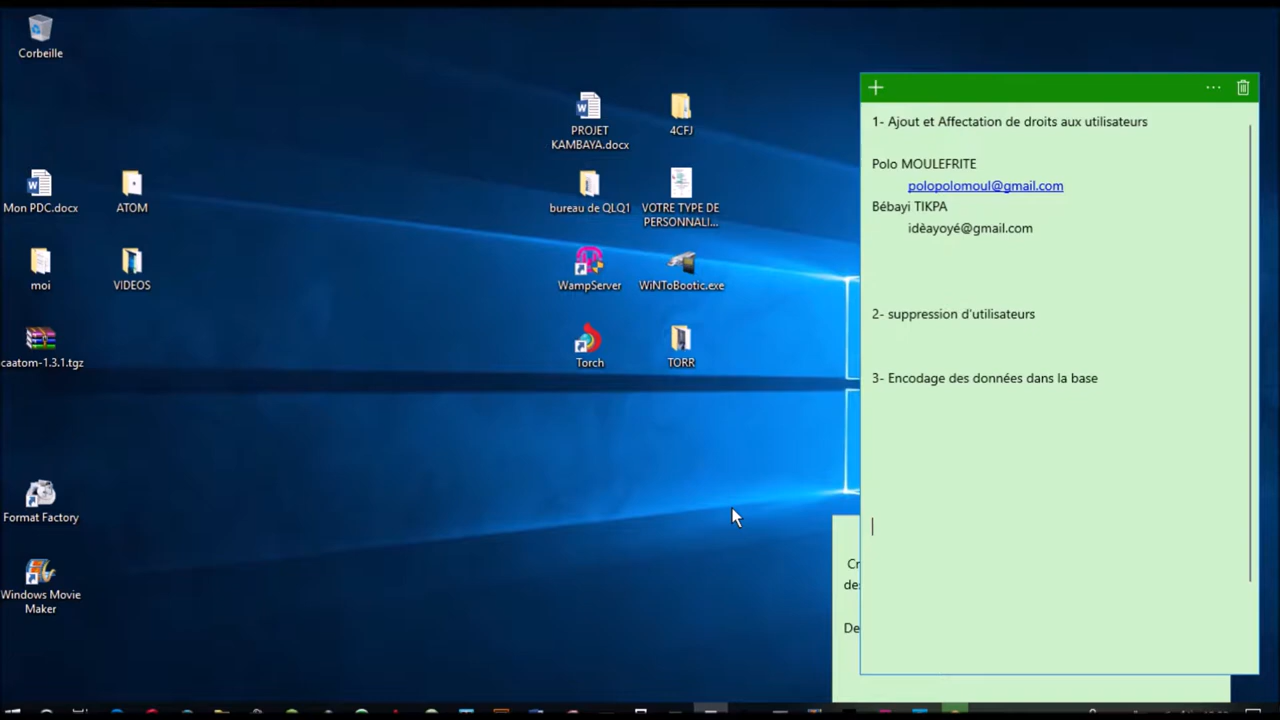 Corbeille
Mon PDC.docx
ATOM
moi
VIDEOS
caatom-1.3.1.tgz
Format Factory
Windows Movie
Maker
PROJET
KAMBAYA.docx
4CFJ
bureau de QLQ1
VOTRE TYPE DE
PERSONNALI...
WampServer
WiNToBootic.exe
Torch
TORR
1- Ajout et Affectation de droits aux utilisateurs
Polo MOULEFRITE
polopolomoul@gmail.com
Bébayi TIKPA
idèayoyé@gmail.com
2- suppression d'utilisateurs
3- Encodage des données dans la base
Cr
de
De